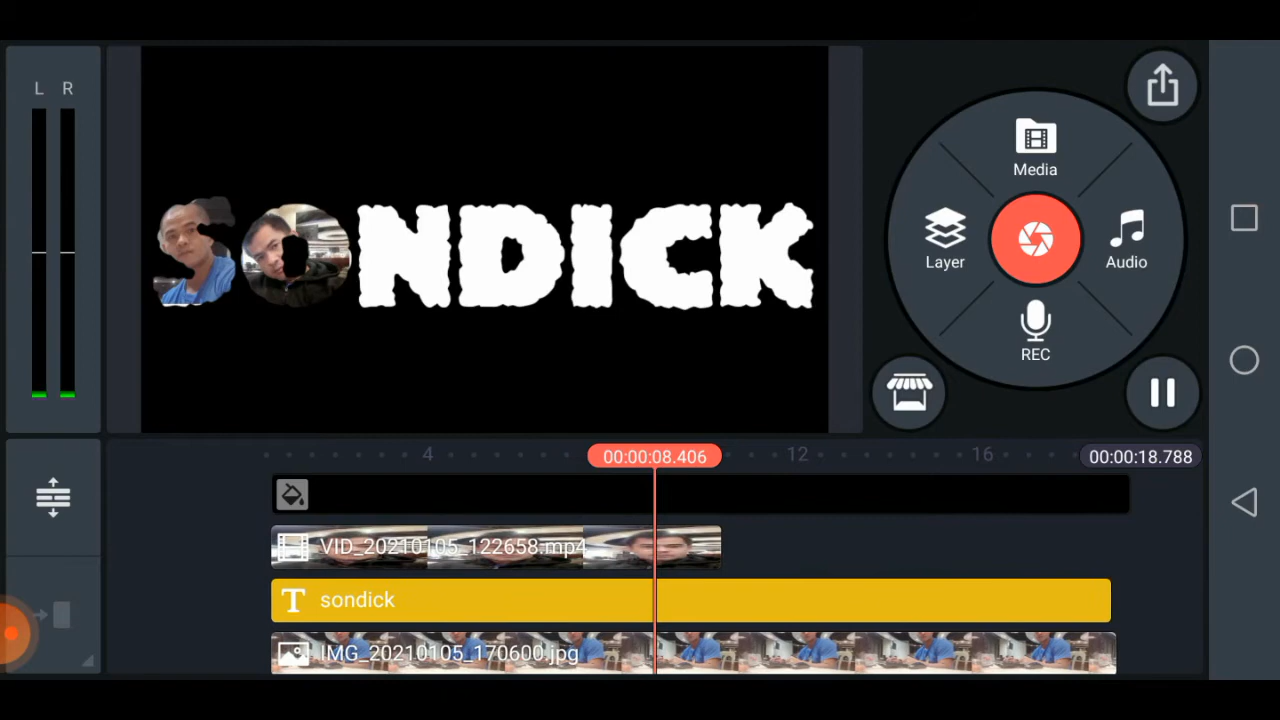 L R
SONDICK
Media
Layer
Audio
REC
4
00:00:08.406
12
16
00:00:18.788
VID_20210105_122658.mp4
T sondick
IMG_20210105_170600.jpg